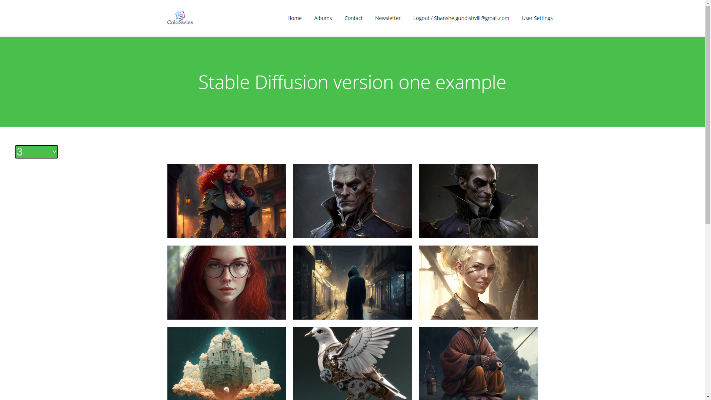 Home Albums Contact Newsletter
User Settings
Stable Diffusion version one example
3